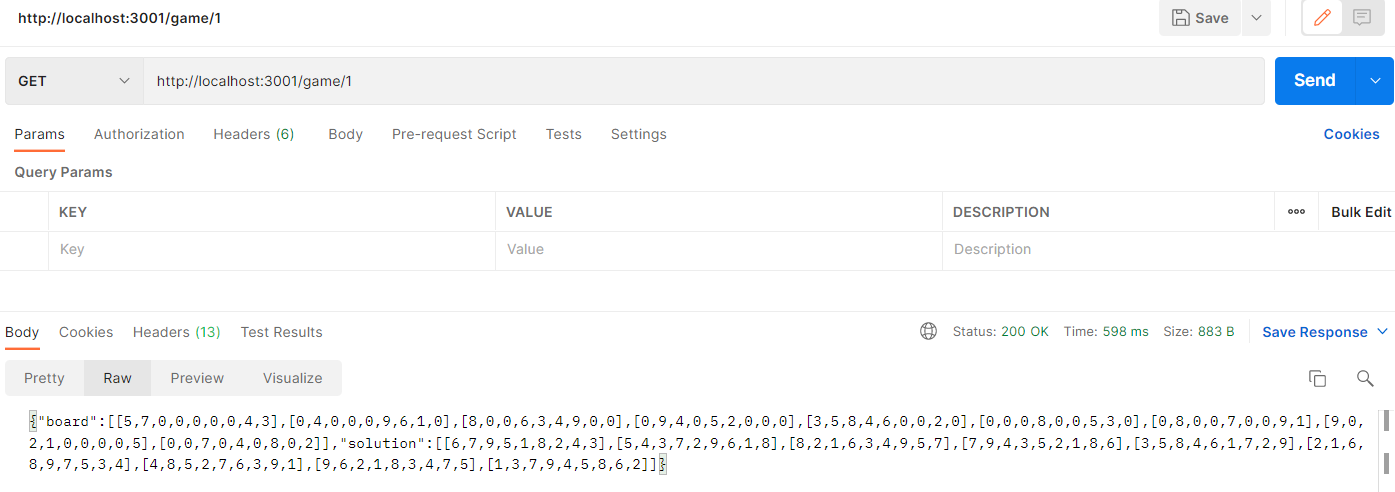 http://localhost:3001/game/1
Save
GET http://localhost:3001/game/1 Send
Params Authorization Headers (6) Body Pre-request Script Tests Settings Cookies
Query Params
KEY VALUE DESCRIPTION ooo Bulk Edit
Key Value Description
Body Cookies Headers (13) Test Results Status: 200 OK Time: 598 ms Size: 883 B Save Response
Pretty Raw Preview Visualize
{"board":[[5,7,0,0,0,0,0,4,3],[0,4,0,0,0,9,6,1,0],[8,0,0,6,3,4,9,0,0],[0,9,4,0,5,2,0,0,0],[3,5,8,4,6,0,0,2,0],[0,0,0,8,0,0,5,3,0],[0,8,0,0,7,0,0,9,1],[9,0,
2,1,0,0,0,0,5],[0,0,7,0,4,0,8,0,2]],"solution":[[6,7,9,5,1,8,2,4,3],[5,4,3,7,2,9,6,1,8],[8,2,1,6,3,4,9,5,7],[7,9,4,3,5,2,1,8,6],[3,5,8,4,6,1,7,2,9],[2,1,6,
8,9,7,5,3,4],[4,8,5,2,7,6,3,9,1],[9,6,2,1,8,3,4,7,5],[1,3,7,9,4,5,8,6,2]]}